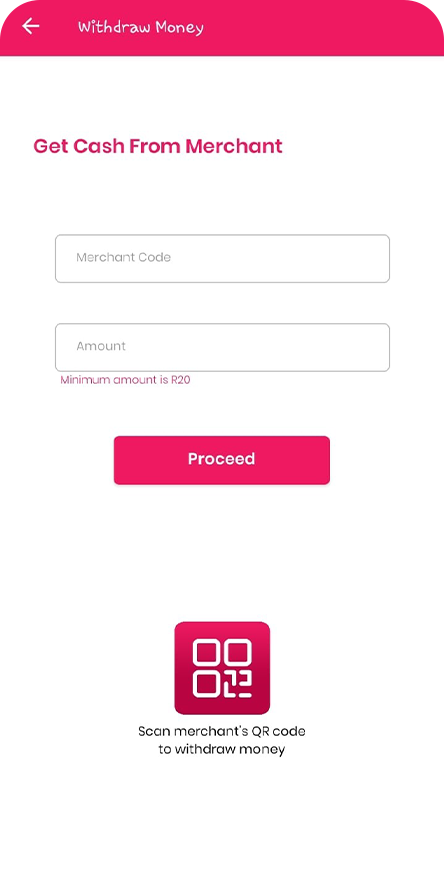 Withdraw Money
Get Cash From Merchant
Merchant Code
Amount
Minimum amount is R20
Proceed
Scan merchant's QR code
to withdraw money